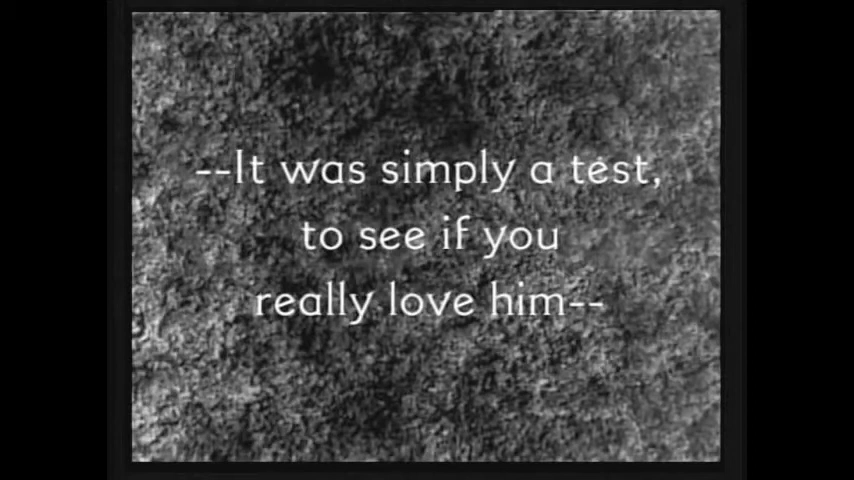 --It was simply a test,
to see if you
really love him--